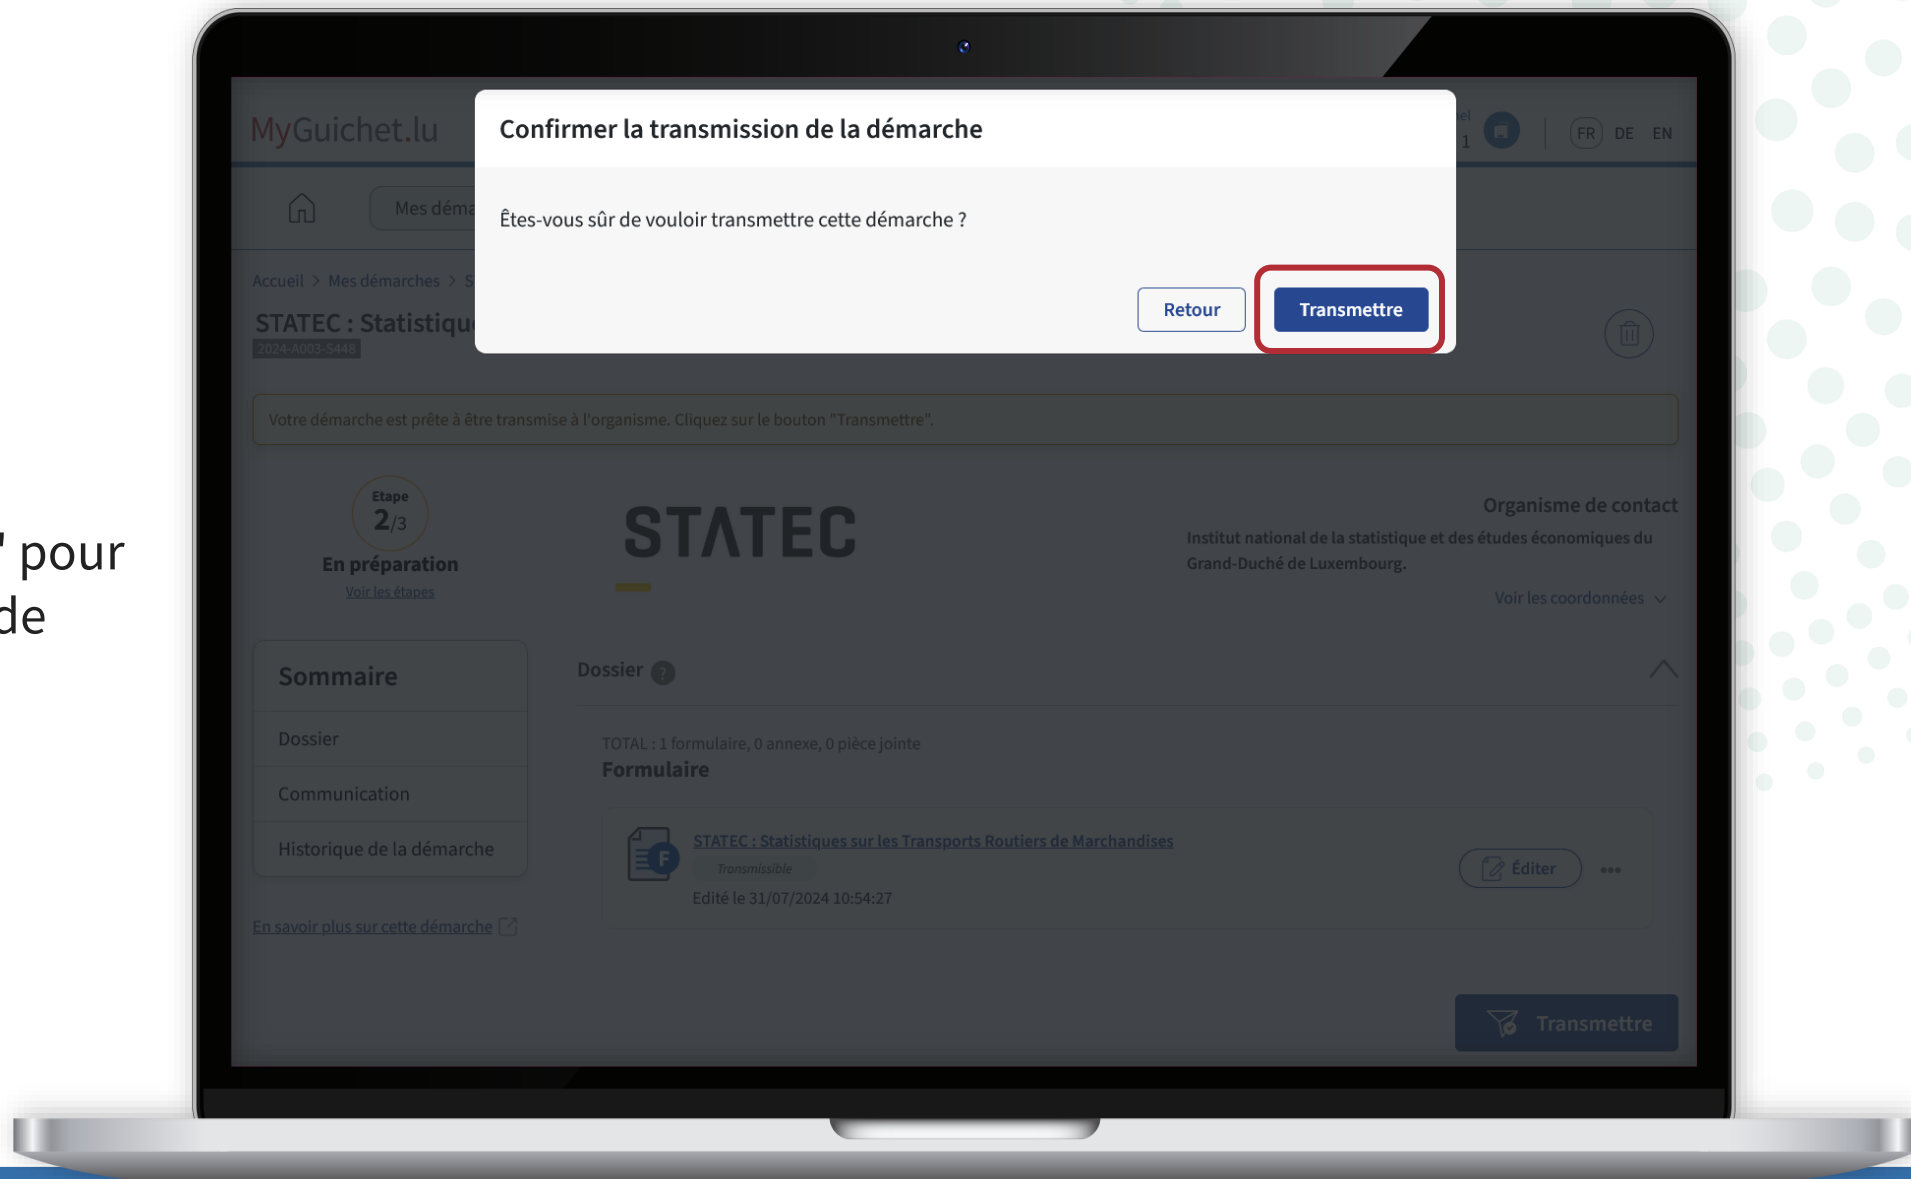 " pour
de
MyGuichet.lu
Confirmer la transmission de la démarche
Êtes-vous sûr de vouloir transmettre cette démarche ?
Retour
Transmettre
1
FR DE EN
Mes déma
Accueil > Mes démarches > S
STATEC : Statistiqu
2024-A003-S448
Votre démarche est prête à être transmise à l'organisme. Cliquez sur le bouton "Transmettre".
Etape
2/3
En préparation
Voir les étapes
STATEC
Organisme de contact
Institut national de la statistique et des études économiques du
Grand-Duché de Luxembourg.
Voir les coordonnées
Sommaire
Dossier
Communication
Historique de la démarche
En savoir plus sur cette démarche
Dossier ?
TOTAL : 1 formulaire, 0 annexe, 0 pièce jointe
Formulaire
F
STATEC : Statistiques sur les Transports Routiers de Marchandises
Transmissible
Edité le 31/07/2024 10:54:27
Éditer
Transmettre